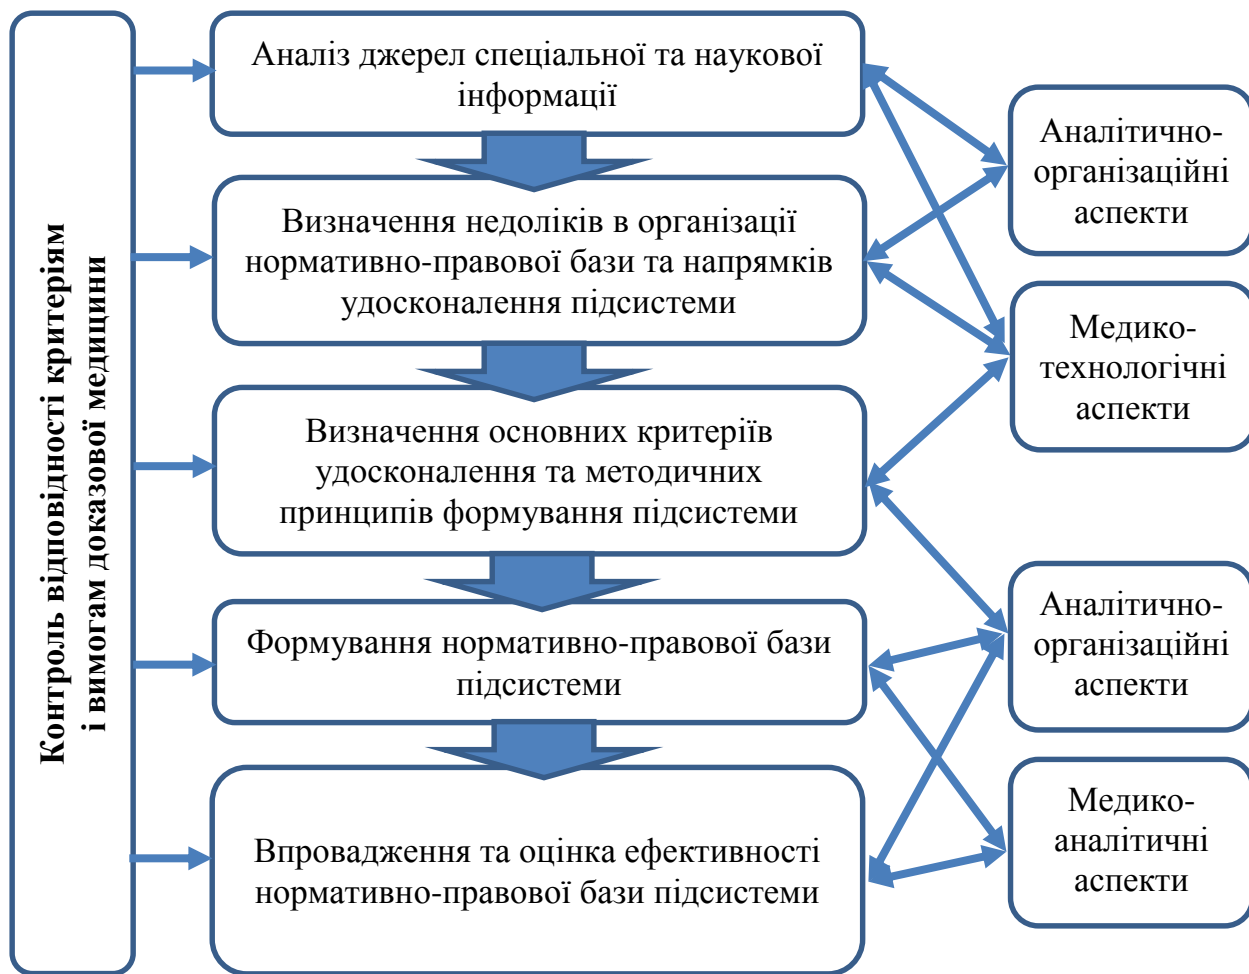 Контроль відповідності критеріям
і вимогам доказової медицини
Аналіз джерел спеціальної та наукової
інформації
Визначення недоліків в організації
нормативно-правової бази та напрямків
удосконалення підсистеми
Визначення основних критеріїв
удосконалення та методичних
принципів формування підсистеми
Формування нормативно-правової бази
підсистеми
Впровадження та оцінка ефективності
нормативно-правової бази підсистеми
Аналітично-
організаційні
аспекти
Медико-
технологічні
аспекти
Аналітично-
організаційні
аспекти
Медико-
аналітичні
аспекти